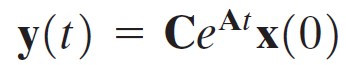 y(t) = Ce^{At}x(0)